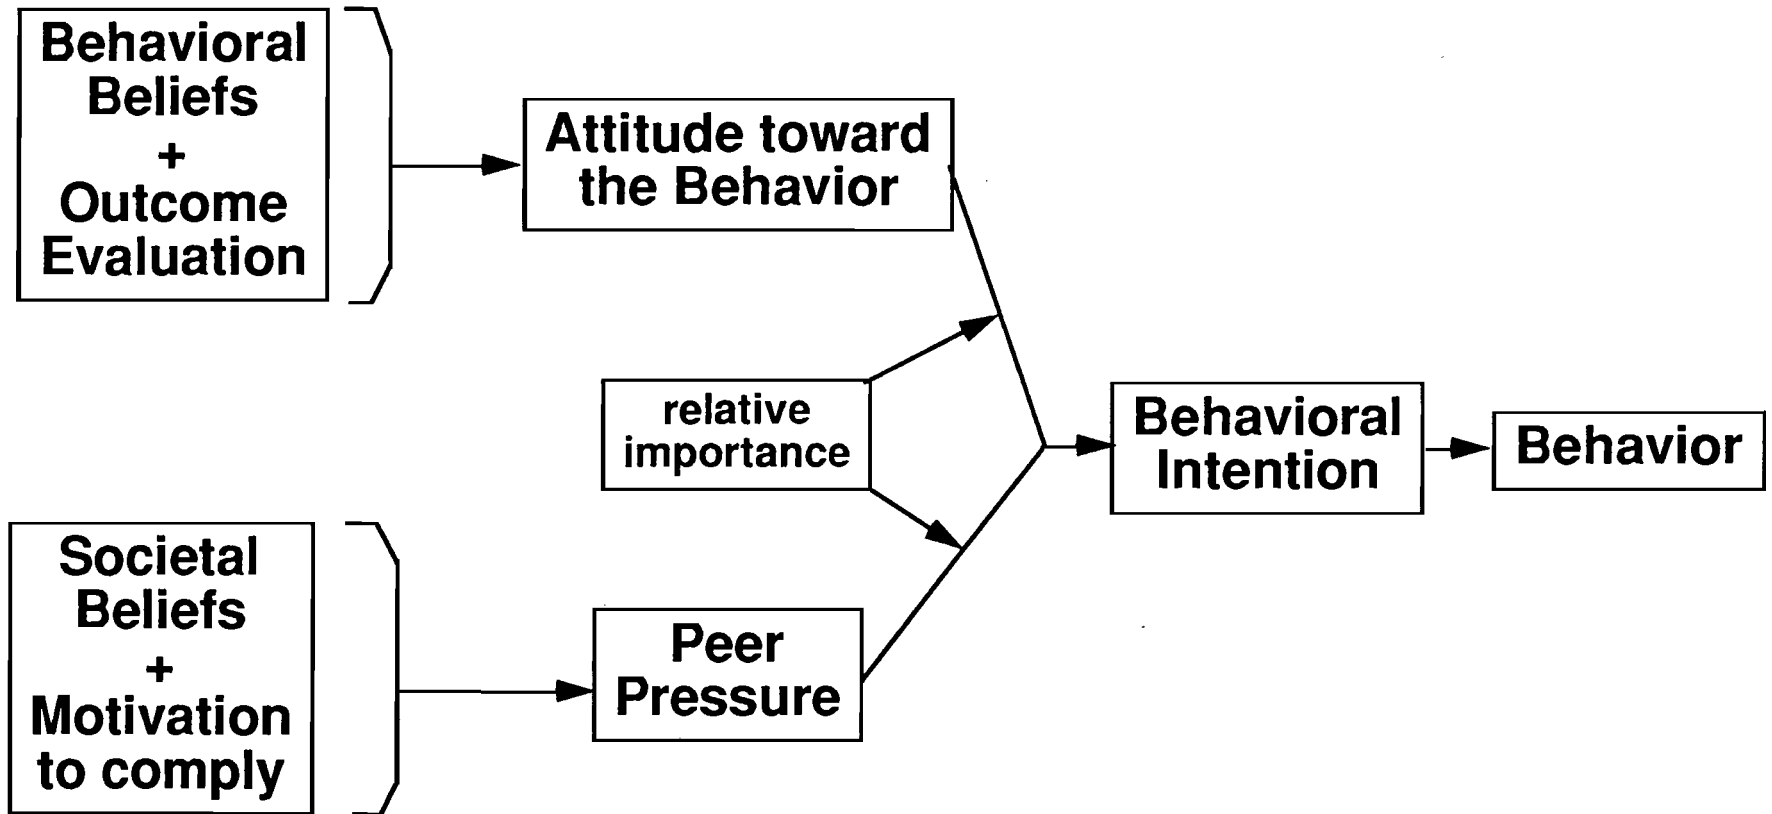 Behavioral
Beliefs
+
Outcome
Evaluation
Attitude toward
the Behavior
relative
importance
Behavioral
Intention
Behavior
Societal
Beliefs
+
Motivation
to comply
Peer
Pressure